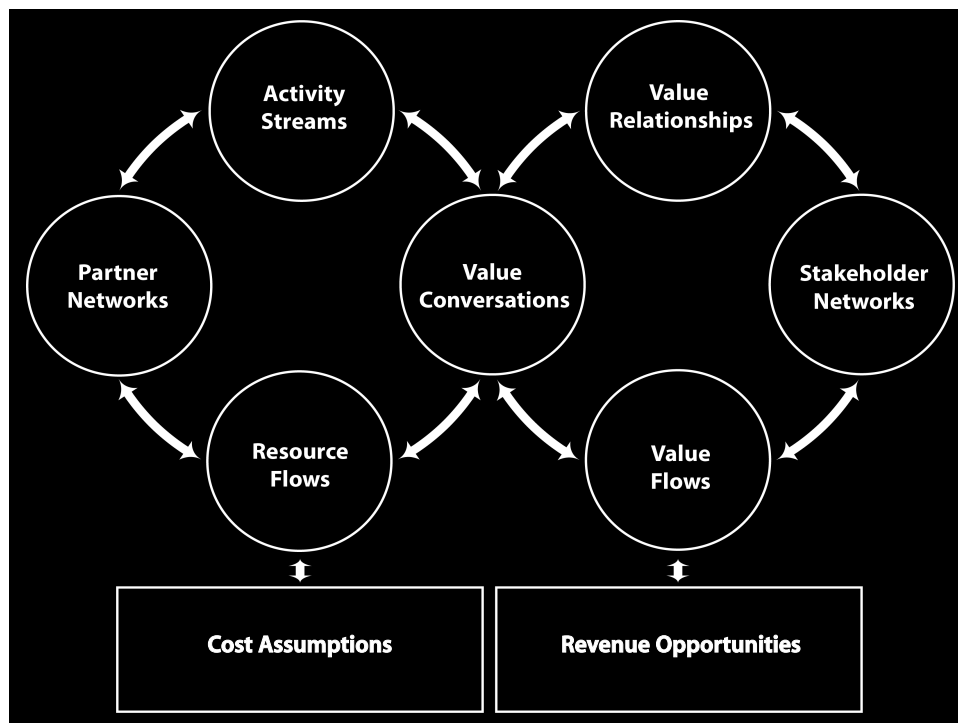 Activity
Streams
Value
Relationships
Partner
Networks
Value
Conversations
Stakeholder
Networks
Resource
Flows
Value
Flows
Cost Assumptions
Revenue Opportunities